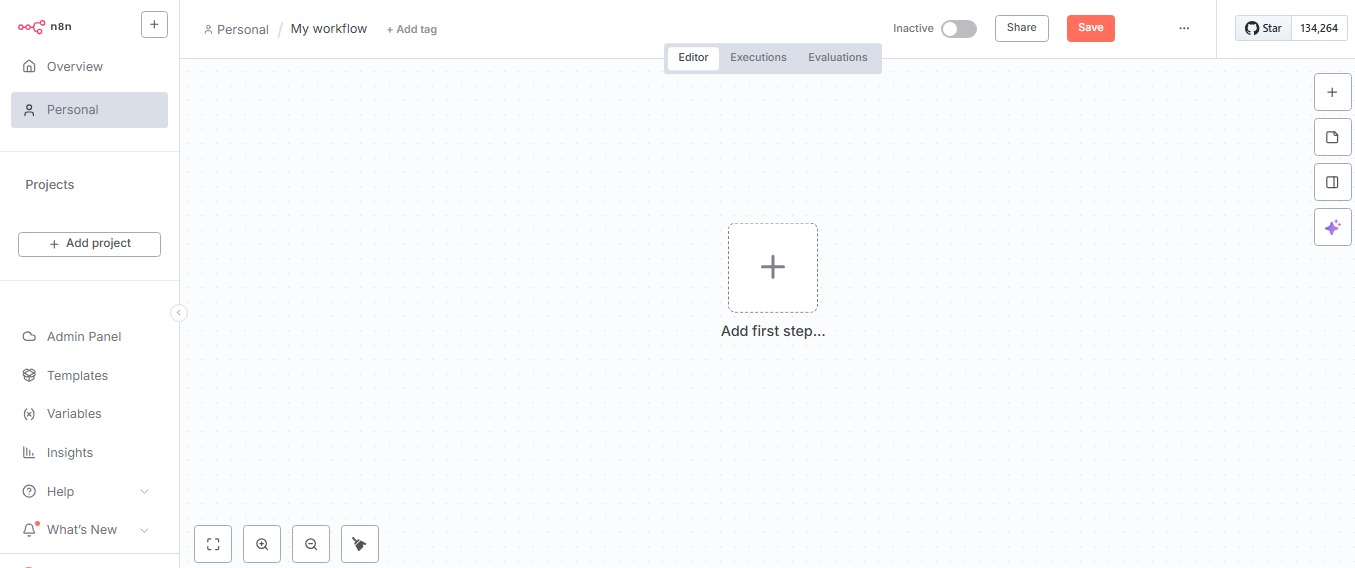 n8n
Overview
Personal
Projects
Add project
Admin Panel
Templates
Variables
Insights
Help
What's New
Personal / My workflow + Add tag
Inactive
Share
Save
...
Star 134,264
Editor Executions Evaluations
Add first step...